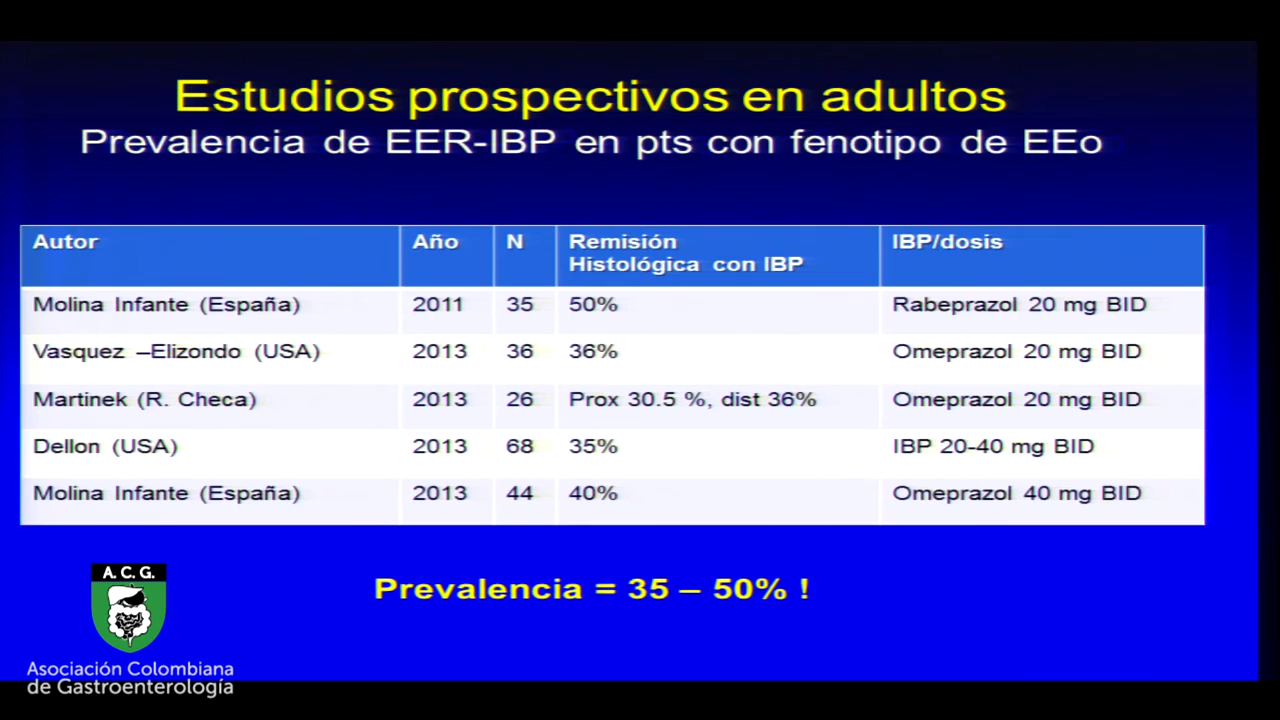 Estudios prospectivos en adultos
Prevalencia de EER-IBP en pts con fenotipo de EEo
Autor Año N Remisión Histológica con IBP IBP/dosis
Molina Infante (España) 2011 35 50% Rabeprazol 20 mg BID
Vasquez –Elizondo (USA) 2013 36 36% Omeprazol 20 mg BID
Martinek (R. Checa) 2013 26 Prox 30.5 %, dist 36% Omeprazol 20 mg BID
Dellon (USA) 2013 68 35% IBP 20-40 mg BID
Molina Infante (España) 2013 44 40% Omeprazol 40 mg BID
Prevalencia = 35 – 50% !
A. C. G.
Asociación Colombiana
de Gastroenterología